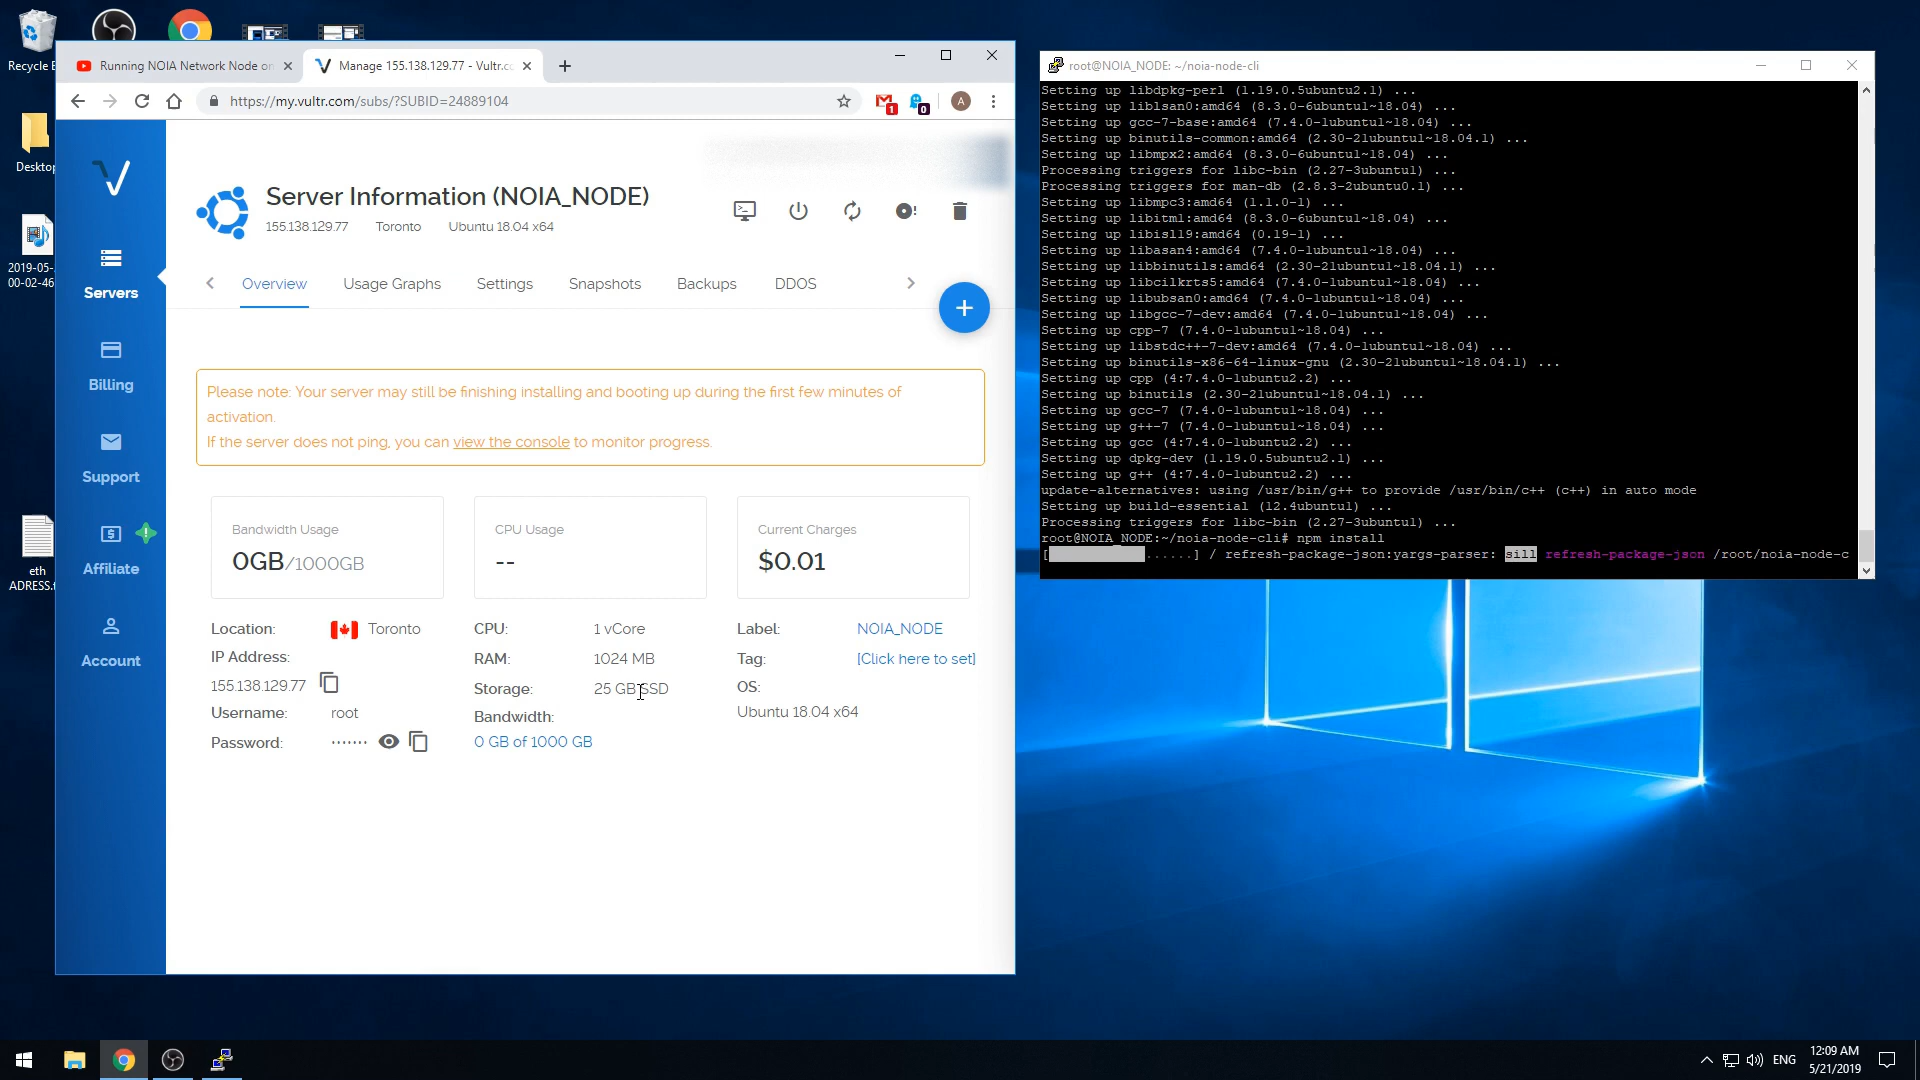 Recycle B
Desktop
2019-05-
00-02-46
eth
ADRESS.t
Running NOIA Network Node on
Manage 155.138.129.77 - Vultr.co
https://my.vultr.com/subs/?SUBID=24889104
1
0
A
Servers
Billing
Support
Affiliate
Account
Server Information (NOIA_NODE)
155.138.129.77 Toronto Ubuntu 18.04 x64
Overview Usage Graphs Settings Snapshots Backups DDOS
+
Please note: Your server may still be finishing installing and booting up during the first few minutes of
activation.
If the server does not ping, you can view the console to monitor progress.
Bandwidth Usage
0GB/1000GB
CPU Usage
--
Current Charges
$0.01
Location: Toronto
IP Address:
155.138.129.77
Username: root
Password: .......
CPU: 1 vCore
RAM: 1024 MB
Storage: 25 GB SSD
Bandwidth:
0 GB of 1000 GB
Label: NOIA_NODE
Tag: [Click here to set]
OS:
Ubuntu 18.04 x64
root@NOIA_NODE: ~/noia-node-cli
Setting up libdpkg-perl (1.19.0.5ubuntu2.1) ...
Setting up liblsan0:amd64 (8.3.0-6ubuntu1~18.04) ...
Setting up gcc-7-base:amd64 (7.4.0-1ubuntu1~18.04) ...
Setting up binutils-common:amd64 (2.30-21ubuntu1~18.04.1) ...
Setting up libmpx2:amd64 (8.3.0-6ubuntu1~18.04) ...
Processing triggers for libc-bin (2.27-3ubuntu1) ...
Processing triggers for man-db (2.8.3-2ubuntu0.1) ...
Setting up libmpc3:amd64 (1.1.0-1) ...
Setting up libitm1:amd64 (8.3.0-6ubuntu1~18.04) ...
Setting up libisl19:amd64 (0.19-1) ...
Setting up libasan4:amd64 (7.4.0-1ubuntu1~18.04) ...
Setting up libbinutils:amd64 (2.30-21ubuntu1~18.04.1) ...
Setting up libcilkrts5:amd64 (7.4.0-1ubuntu1~18.04) ...
Setting up libubsan0:amd64 (7.4.0-1ubuntu1~18.04) ...
Setting up libgcc-7-dev:amd64 (7.4.0-1ubuntu1~18.04) ...
Setting up cpp-7 (7.4.0-1ubuntu1~18.04) ...
Setting up libstdc++-7-dev:amd64 (7.4.0-1ubuntu1~18.04) ...
Setting up binutils-x86-64-linux-gnu (2.30-21ubuntu1~18.04.1) ...
Setting up cpp (4:7.4.0-1ubuntu2.2) ...
Setting up binutils (2.30-21ubuntu1~18.04.1) ...
Setting up gcc-7 (7.4.0-1ubuntu1~18.04) ...
Setting up g++-7 (7.4.0-1ubuntu1~18.04) ...
Setting up gcc (4:7.4.0-1ubuntu2.2) ...
Setting up dpkg-dev (1.19.0.5ubuntu2.1) ...
Setting up g++ (4:7.4.0-1ubuntu2.2) ...
update-alternatives: using /usr/bin/g++ to provide /usr/bin/c++ (c++) in auto mode
Setting up build-essential (12.4ubuntu1) ...
Processing triggers for libc-bin (2.27-3ubuntu1) ...
root@NOIA_NODE:~/noia-node-cli# npm install
[ ......] / refresh-package-json:yargs-parser: sill refresh-package-json /root/noia-node-c
ENG
12:09 AM
5/21/2019